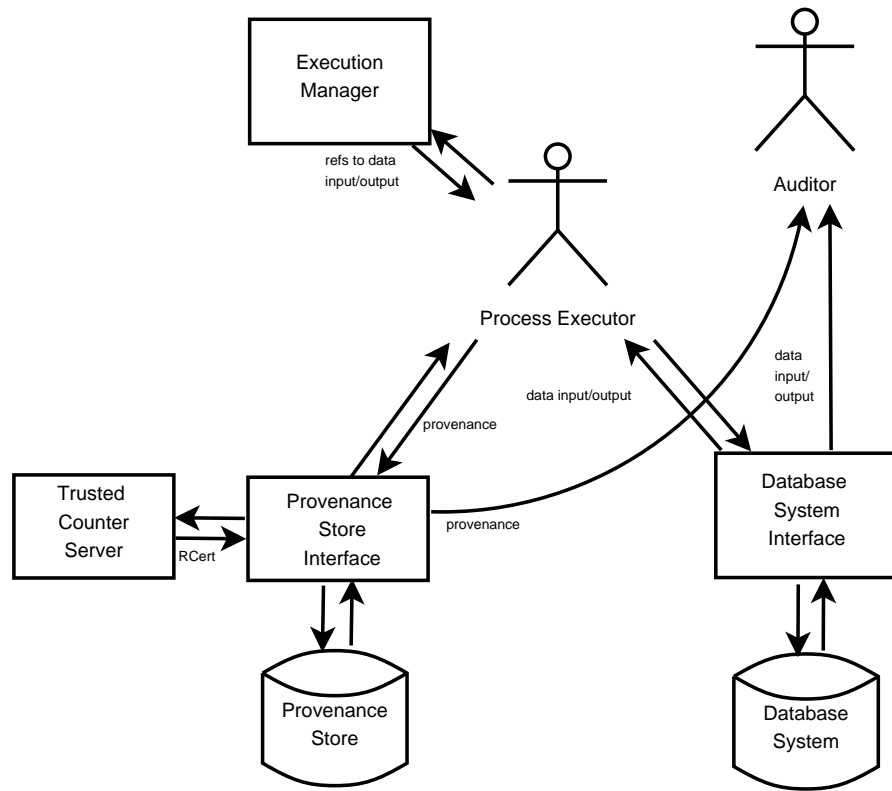 Execution
Manager
refs to data
input/output
Auditor
Process Executor
data input/output
data
input/
output
provenance
Trusted
Counter
Server
RCert
Provenance
Store
Interface
provenance
Database
System
Interface
Provenance
Store
Database
System